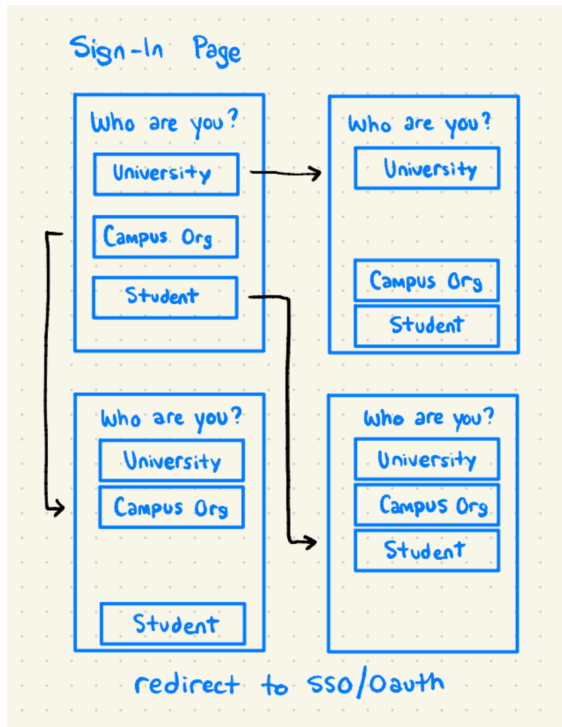 Sign-In Page
Who are you?
University
Campus Org
Student
Who are you?
University
Campus Org
Student
Who are you?
University
Campus Org
Student
Who are you?
University
Campus Org
Student
redirect to SSO/Oauth